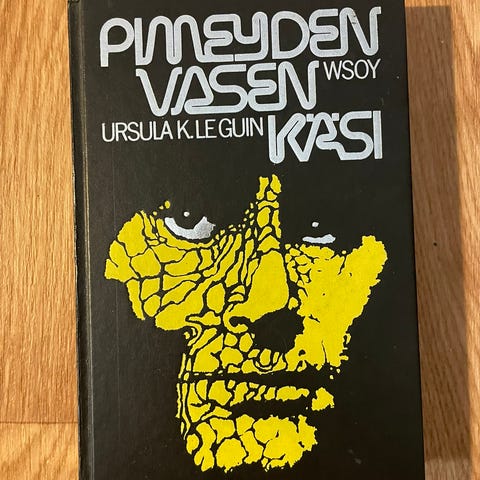 PIMEYDEN
VASEN WSOY
URSULA K. LE GUIN KÄSI